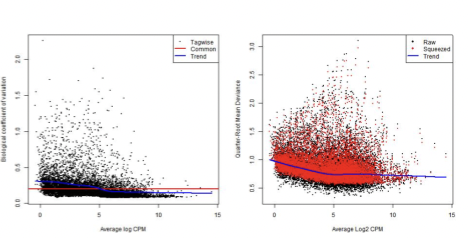 Tagwise
Common
Trend
Biological coefficient of variation
0.0
0.5
1.0
1.5
2.0
0
5
10
15
Average log CPM
Raw
Squeezed
Trend
Quarter-Root Mean Deviance
0.5
1.0
1.5
2.0
2.5
3.0
0
5
10
15
Average Log2 CPM